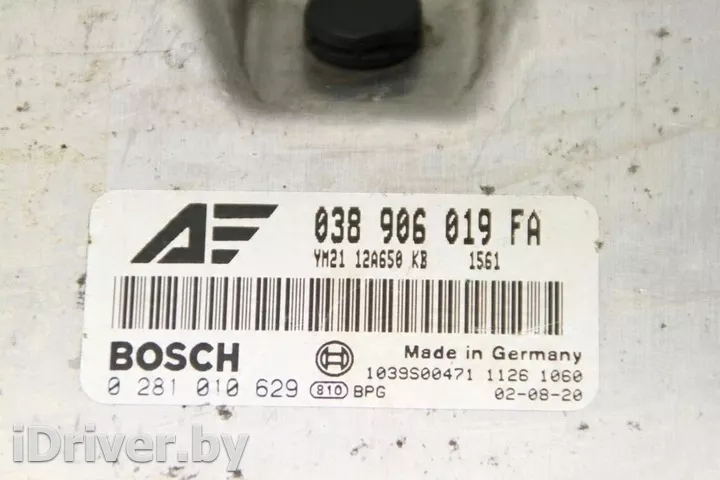 AF 038 906 019 FA
YM21 12A650 KB 1561
BOSCH Made in Germany
1039S00471 1126 1060
0 281 010 629 810 BPG 02-08-20
iDriver.by